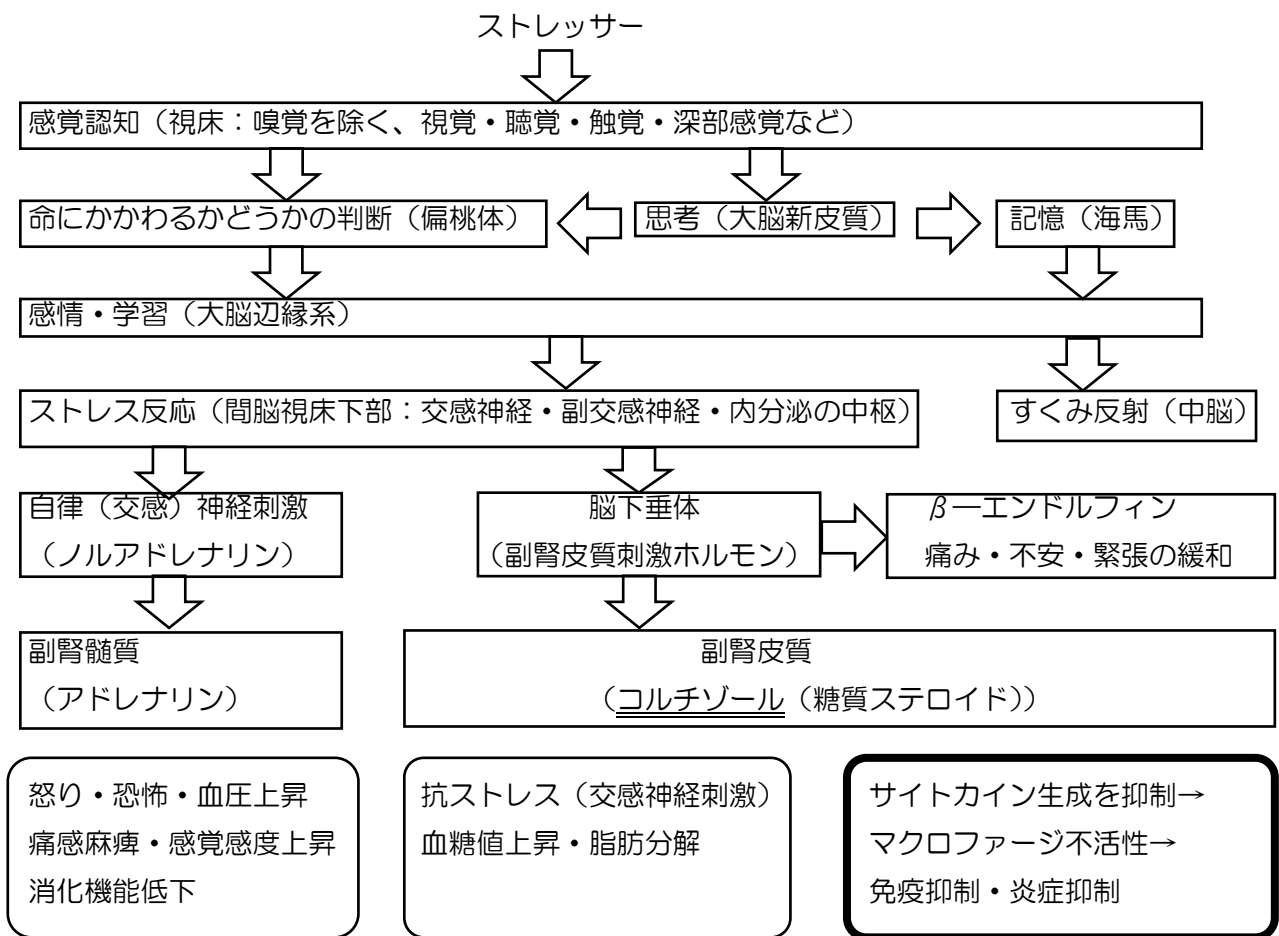 ストレッサー
感覚認知（視床：嗅覚を除く、視覚・聴覚・触覚・深部感覚など）
命にかかわるかどうかの判断（偏桃体）
思考（大脳新皮質）
記憶（海馬）
感情・学習（大脳辺縁系）
ストレス反応（間脳視床下部：交感神経・副交感神経・内分泌の中枢）
すくみ反射（中脳）
自律（交感）神経刺激
（ノルアドレナリン）
脳下垂体
（副腎皮質刺激ホルモン）
β―エンドルフィン
痛み・不安・緊張の緩和
副腎髄質
（アドレナリン）
副腎皮質
（コルチゾール（糖質ステロイド））
怒り・恐怖・血圧上昇
痛感麻痺・感覚感度上昇
消化機能低下
抗ストレス（交感神経刺激）
血糖値上昇・脂肪分解
サイトカイン生成を抑制→
マクロファージ不活性→
免疫抑制・炎症抑制